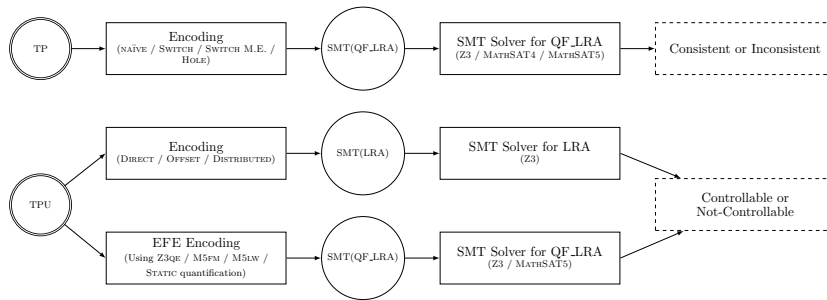 TP
Encoding
(NAÏVE / SWITCH / SWITCH M.E. /
HOLE)
SMT(QF_LRA)
SMT Solver for QF_LRA
(Z3 / MATHSAT4 / MATHSAT5)
Consistent or Inconsistent
TPU
Encoding
(DIRECT / OFFSET / DISTRIBUTED)
SMT(LRA)
SMT Solver for LRA
(Z3)
EFE Encoding
(Using Z3QE / M5FM / M5LW /
STATIC quantification)
SMT(QF_LRA)
SMT Solver for QF_LRA
(Z3 / MATHSAT5)
Controllable or
Not-Controllable